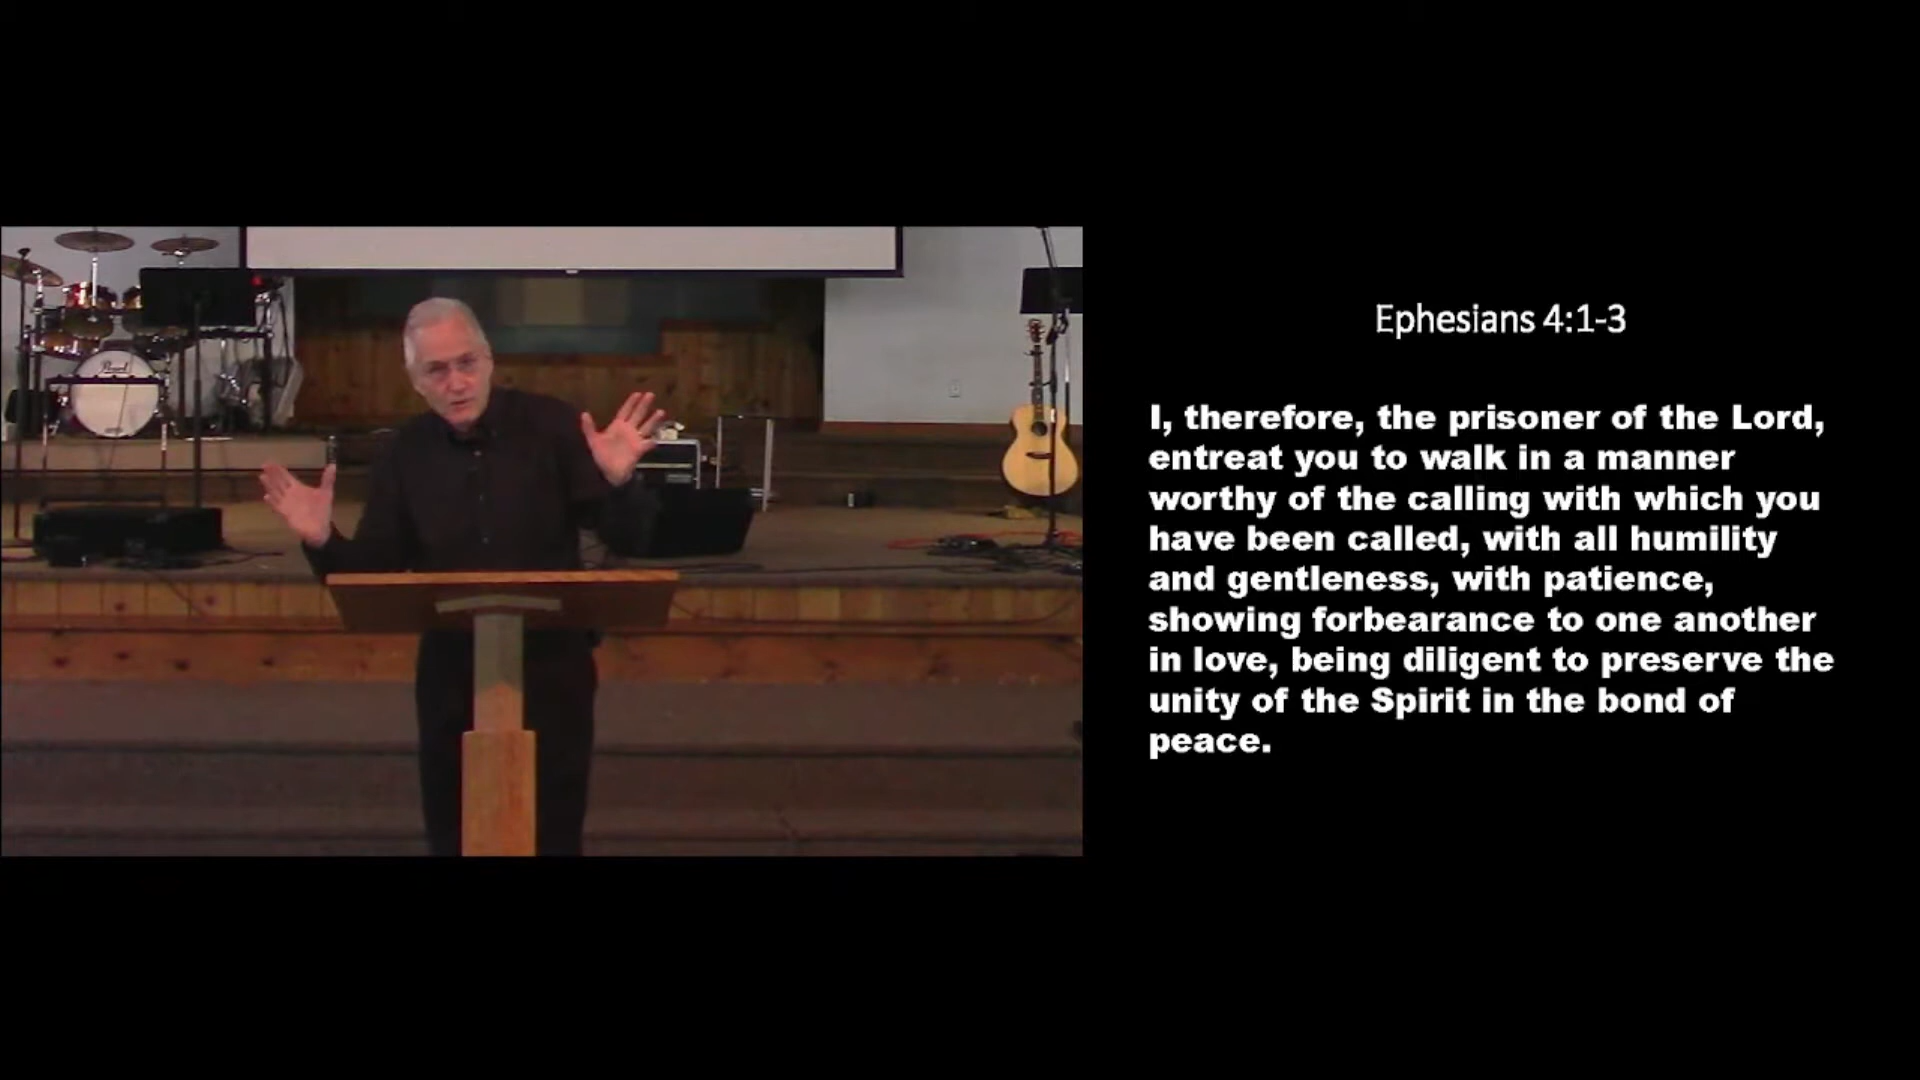 Ephesians 4:1-3
I, therefore, the prisoner of the Lord,
entreat you to walk in a manner
worthy of the calling with which you
have been called, with all humility
and gentleness, with patience,
showing forbearance to one another
in love, being diligent to preserve the
unity of the Spirit in the bond of
peace.
Pearl